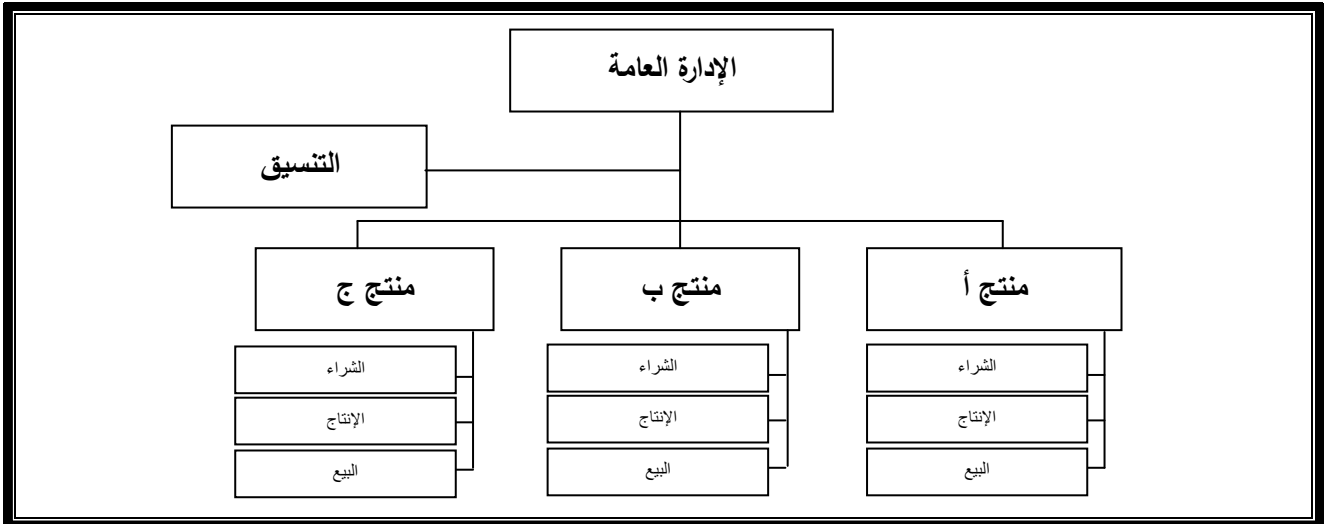 الإدارة العامة
التنسيق
منتج أ
منتج ب
منتج ج
الشراء
الشراء
الشراء
الإنتاج
الإنتاج
الإنتاج
البيع
البيع
البيع